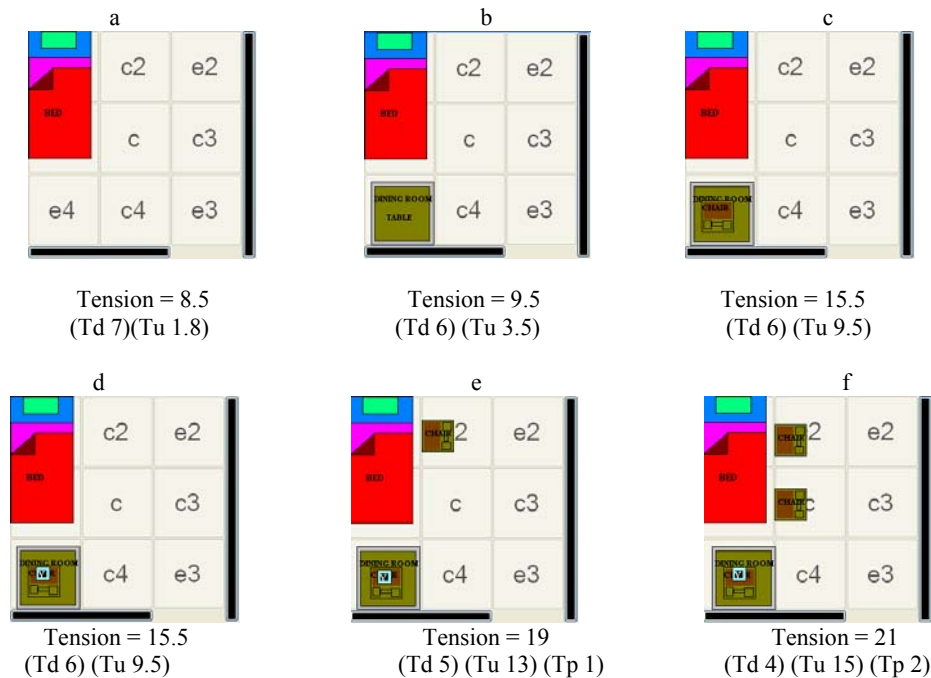 a
c2 e2
BED
c c3
e4 c4 e3
Tension = 8.5
(Td 7)(Tu 1.8)
b
c2 e2
BED
c c3
DINING ROOM
TABLE
c4 e3
Tension = 9.5
(Td 6) (Tu 3.5)
c
c2 e2
BED
c c3
DINING ROOM
CHAIR
c4 e3
Tension = 15.5
(Td 6) (Tu 9.5)
d
c2 e2
BED
c c3
DINING ROOM
c4 e3
Tension = 15.5
(Td 6) (Tu 9.5)
e
CHAIR 2 e2
BED
c c3
DINING ROOM
c4 e3
Tension = 19
(Td 5) (Tu 13) (Tp 1)
f
CHAIR 2 e2
BED
CHAIR c c3
DINING ROOM
c4 e3
Tension = 21
(Td 4) (Tu 15) (Tp 2)